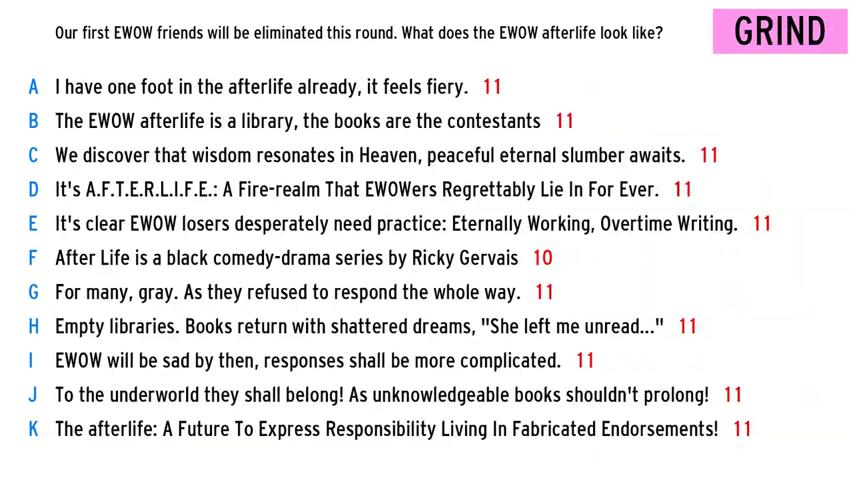 Our first EWOW friends will be eliminated this round. What does the EWOW afterlife look like?
GRIND
A I have one foot in the afterlife already, it feels fiery. 11
B The EWOW afterlife is a library, the books are the contestants 11
C We discover that wisdom resonates in Heaven, peaceful eternal slumber awaits. 11
D It's A.F.T.E.R.L.I.F.E.: A Fire-realm That EWOWers Regrettably Lie In For Ever. 11
E It's clear EWOW losers desperately need practice: Eternally Working, Overtime Writing. 11
F After Life is a black comedy-drama series by Ricky Gervais 10
G For many, gray. As they refused to respond the whole way. 11
H Empty libraries. Books return with shattered dreams, "She left me unread..." 11
I EWOW will be sad by then, responses shall be more complicated. 11
J To the underworld they shall belong! As unknowledgeable books shouldn't prolong! 11
K The afterlife: A Future To Express Responsibility Living In Fabricated Endorsements! 11